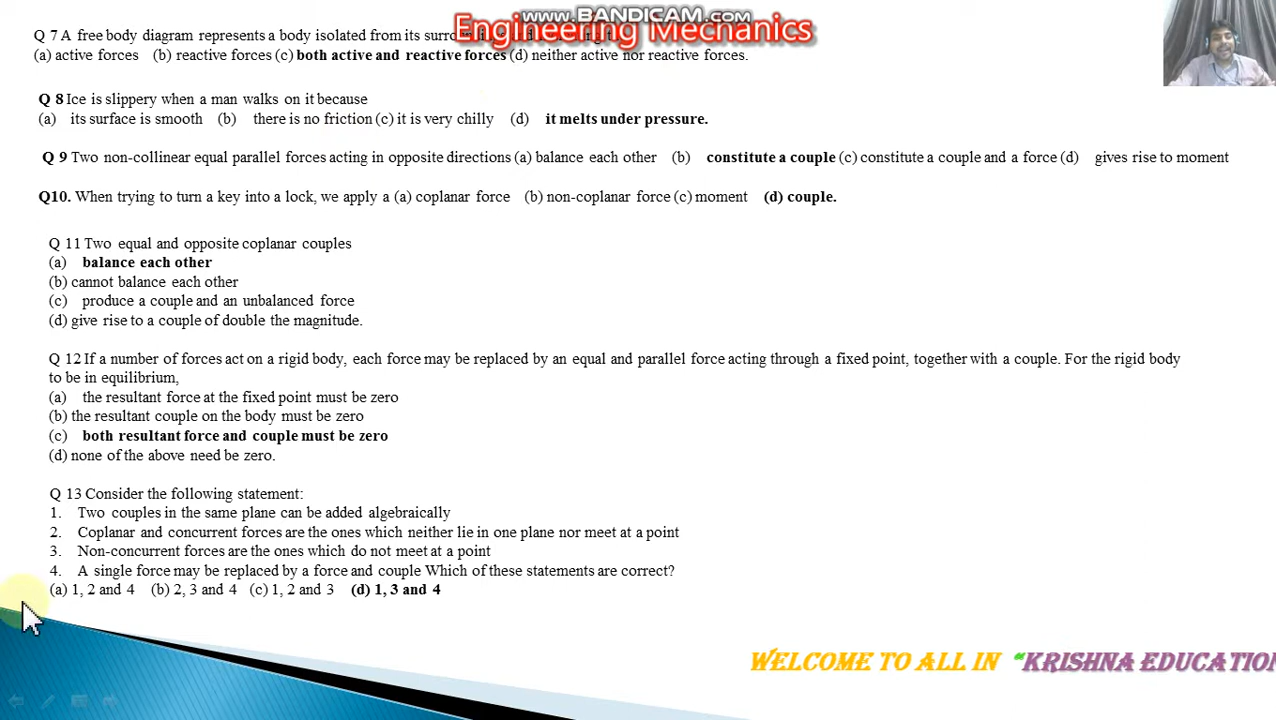 www.BANDICAM.com
Engineering Mechanics
Q 7 A free body diagram represents a body isolated from its
(a) active forces (b) reactive forces (c) both active and reactive forces (d) neither active nor reactive forces.
Q 8 Ice is slippery when a man walks on it because
(a) its surface is smooth (b) there is no friction (c) it is very chilly (d) it melts under pressure.
Q 9 Two non-collinear equal parallel forces acting in opposite directions (a) balance each other (b) constitute a couple (c) constitute a couple and a force (d) gives rise to moment
Q10. When trying to turn a key into a lock, we apply a (a) coplanar force (b) non-coplanar force (c) moment (d) couple.
Q 11 Two equal and opposite coplanar couples
(a) balance each other
(b) cannot balance each other
(c) produce a couple and an unbalanced force
(d) give rise to a couple of double the magnitude.
Q 12 If a number of forces act on a rigid body, each force may be replaced by an equal and parallel force acting through a fixed point, together with a couple. For the rigid body
to be in equilibrium,
(a) the resultant force at the fixed point must be zero
(b) the resultant couple on the body must be zero
(c) both resultant force and couple must be zero
(d) none of the above need be zero.
Q 13 Consider the following statement:
1. Two couples in the same plane can be added algebraically
2. Coplanar and concurrent forces are the ones which neither lie in one plane nor meet at a point
3. Non-concurrent forces are the ones which do not meet at a point
4. A single force may be replaced by a force and couple Which of these statements are correct?
(a) 1, 2 and 4 (b) 2, 3 and 4 (c) 1, 2 and 3 (d) 1, 3 and 4
WELCOME TO ALL IN "KRISHNA EDUCATION